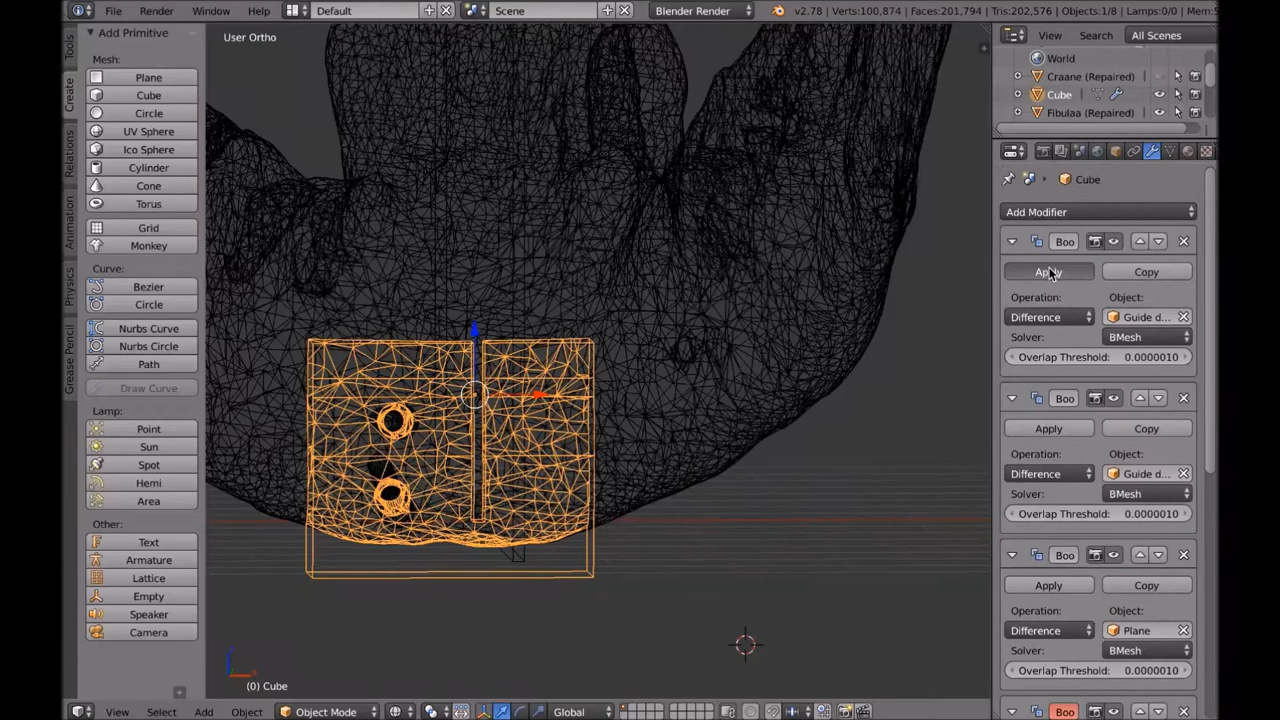 File Render Window Help Default Scene Blender Render v2.78 | Verts:100,874 | Faces:201,794 | Tris:202,576 | Objects:1/8 | Lamps:0/0 |
Tools
Create
Relations
Animation
Physics
Grease Pencil
Add Primitive
Mesh:
Plane
Cube
Circle
UV Sphere
Ico Sphere
Cylinder
Cone
Torus
Grid
Monkey
Curve:
Bezier
Circle
Nurbs Curve
Nurbs Circle
Path
Draw Curve
Lamp:
Point
Sun
Spot
Hemi
Area
Other:
Text
Armature
Lattice
Empty
Speaker
Camera
User Ortho
(0) Cube
View Select Add Object Object Mode Global
View Search All Scenes
World
Craane (Repaired)
Cube
Fibulaa (Repaired)
Cube
Add Modifier
Boo
Apply Copy
Operation: Object:
Difference Guide d...
Solver: BMesh
Overlap Threshold: 0.0000010
Boo
Apply Copy
Operation: Object:
Difference Guide d...
Solver: BMesh
Overlap Threshold: 0.0000010
Boo
Apply Copy
Operation: Object:
Difference Plane
Solver: BMesh
Overlap Threshold: 0.0000010
Boo